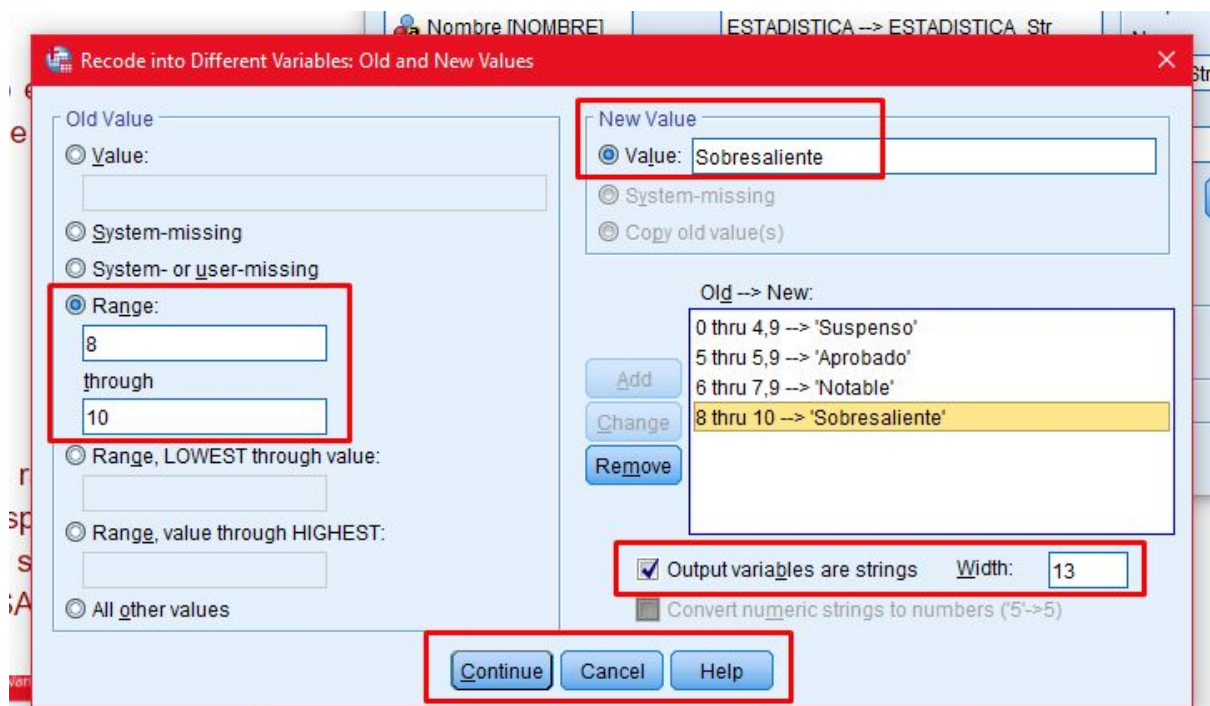 Nombre [NOMBRE]
ESTADISTICA --> ESTADISTICA_Str
Recode into Different Variables: Old and New Values
Old Value
Value:
System-missing
System- or user-missing
Range:
8
through
10
Range, LOWEST through value:
Range, value through HIGHEST:
All other values
New Value
Value: Sobresaliente
System-missing
Copy old value(s)
Old --> New:
0 thru 4,9 --> 'Suspenso'
5 thru 5,9 --> 'Aprobado'
6 thru 7,9 --> 'Notable'
8 thru 10 --> 'Sobresaliente'
Add
Change
Remove
Output variables are strings Width: 13
Convert numeric strings to numbers ('5'->5)
Continue Cancel Help